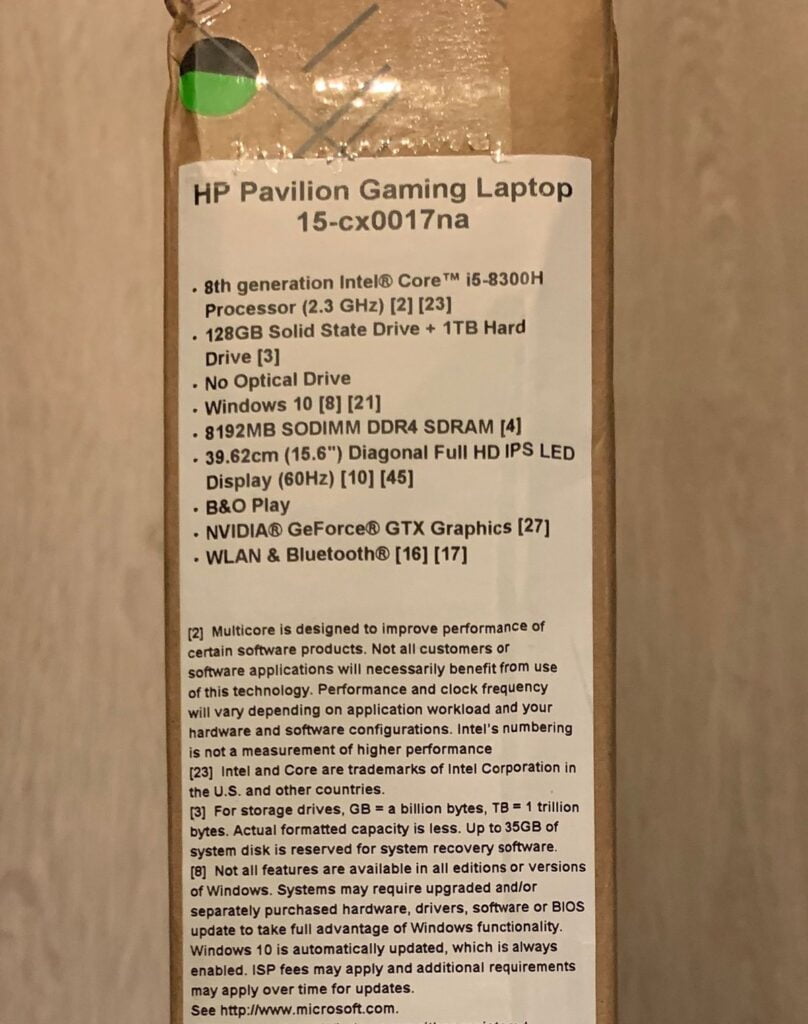 HP Pavilion Gaming Laptop
15-cx0017na
. 8th generation Intel® Core™ i5-8300H
Processor (2.3 GHz) [2] [23]
. 128GB Solid State Drive + 1TB Hard
Drive [3]
. No Optical Drive
. Windows 10 [8] [21]
. 8192MB SODIMM DDR4 SDRAM [4]
. 39.62cm (15.6") Diagonal Full HD IPS LED
Display (60Hz) [10] [45]
. B&O Play
. NVIDIA® GeForce® GTX Graphics [27]
. WLAN & Bluetooth® [16] [17]
[2] Multicore is designed to improve performance of
certain software products. Not all customers or
software applications will necessarily benefit from use
of this technology. Performance and clock frequency
will vary depending on application workload and your
hardware and software configurations. Intel's numbering
is not a measurement of higher performance
[23] Intel and Core are trademarks of Intel Corporation in
the U.S. and other countries.
[3] For storage drives, GB = a billion bytes, TB = 1 trillion
bytes. Actual formatted capacity is less. Up to 35GB of
system disk is reserved for system recovery software.
[8] Not all features are available in all editions or versions
of Windows. Systems may require upgraded and/or
separately purchased hardware, drivers, software or BIOS
update to take full advantage of Windows functionality.
Windows 10 is automatically updated, which is always
enabled. ISP fees may apply and additional requirements
may apply over time for updates.
See http://www.microsoft.com.